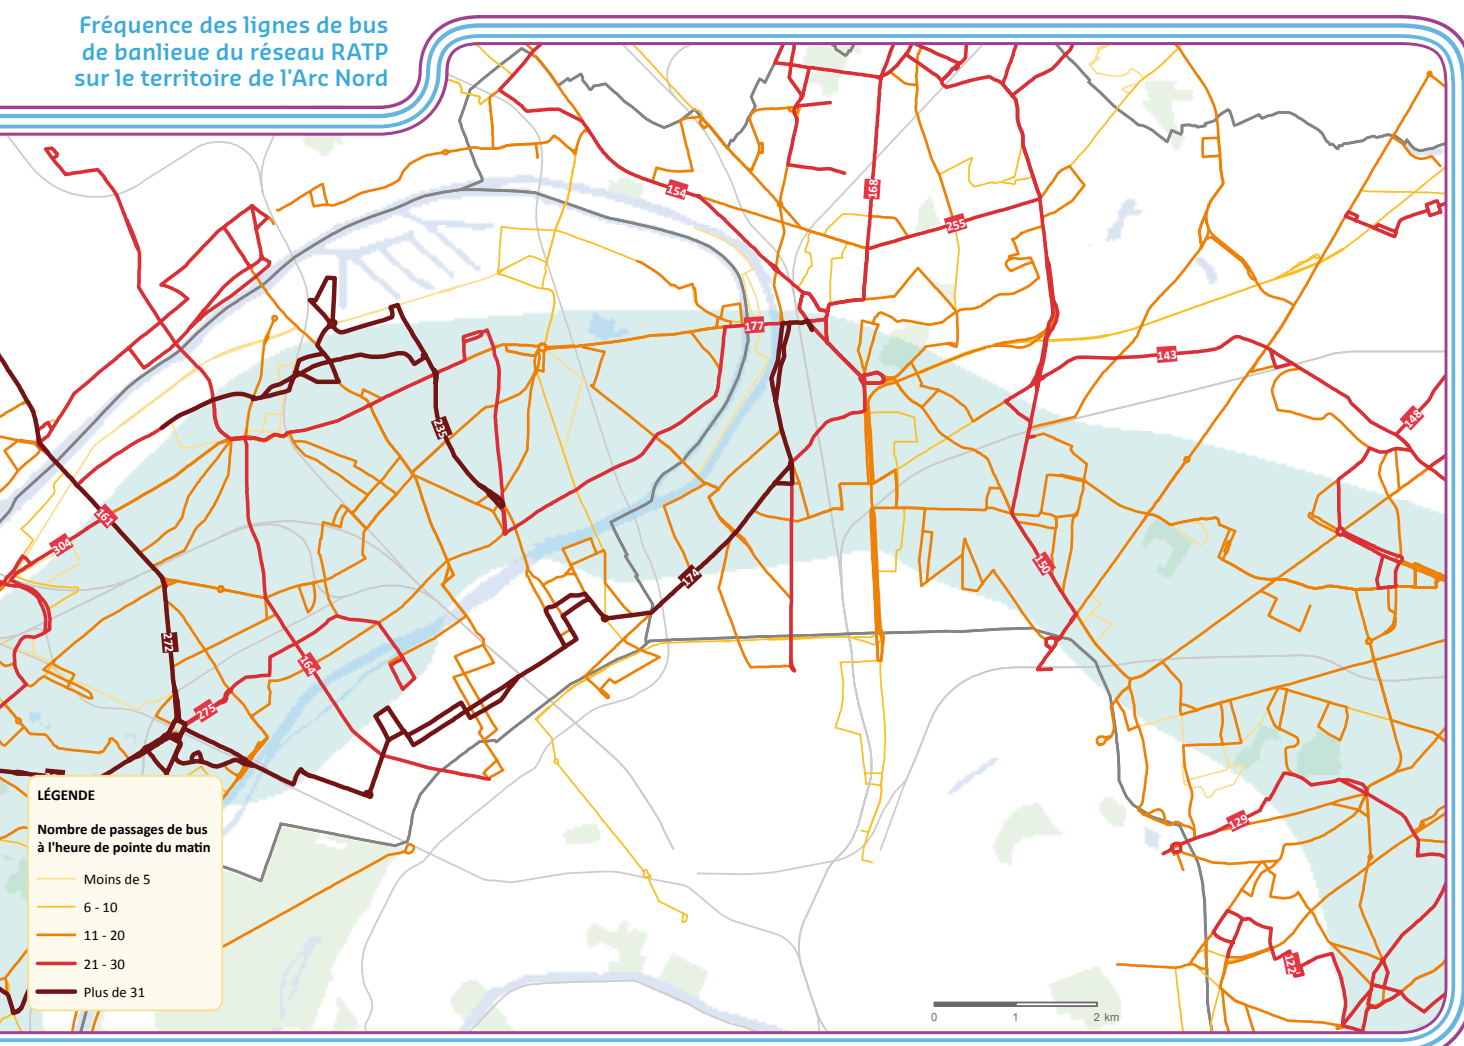 Fréquence des lignes de bus
de banlieue du réseau RATP
sur le territoire de l'Arc Nord
154
168
255
177
143
148
235
161
304
150
174
272
164
275
129
122
LÉGENDE
Nombre de passages de bus
à l'heure de pointe du matin
Moins de 5
6 - 10
11 - 20
21 - 30
Plus de 31
0 1 2 km